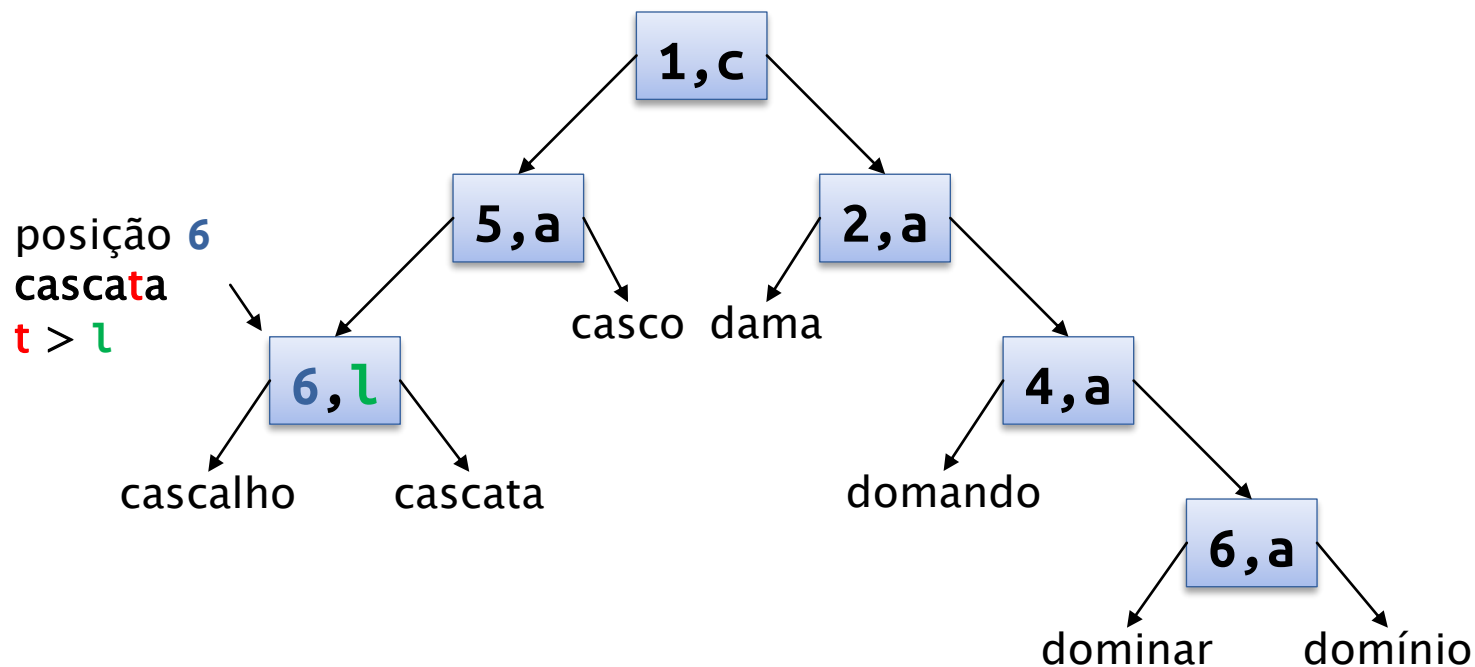 1,c
5,a
2,a
posição 6
cascata
t > l
casco
dama
6,l
4,a
cascalho
cascata
domando
6,a
dominar
domínio